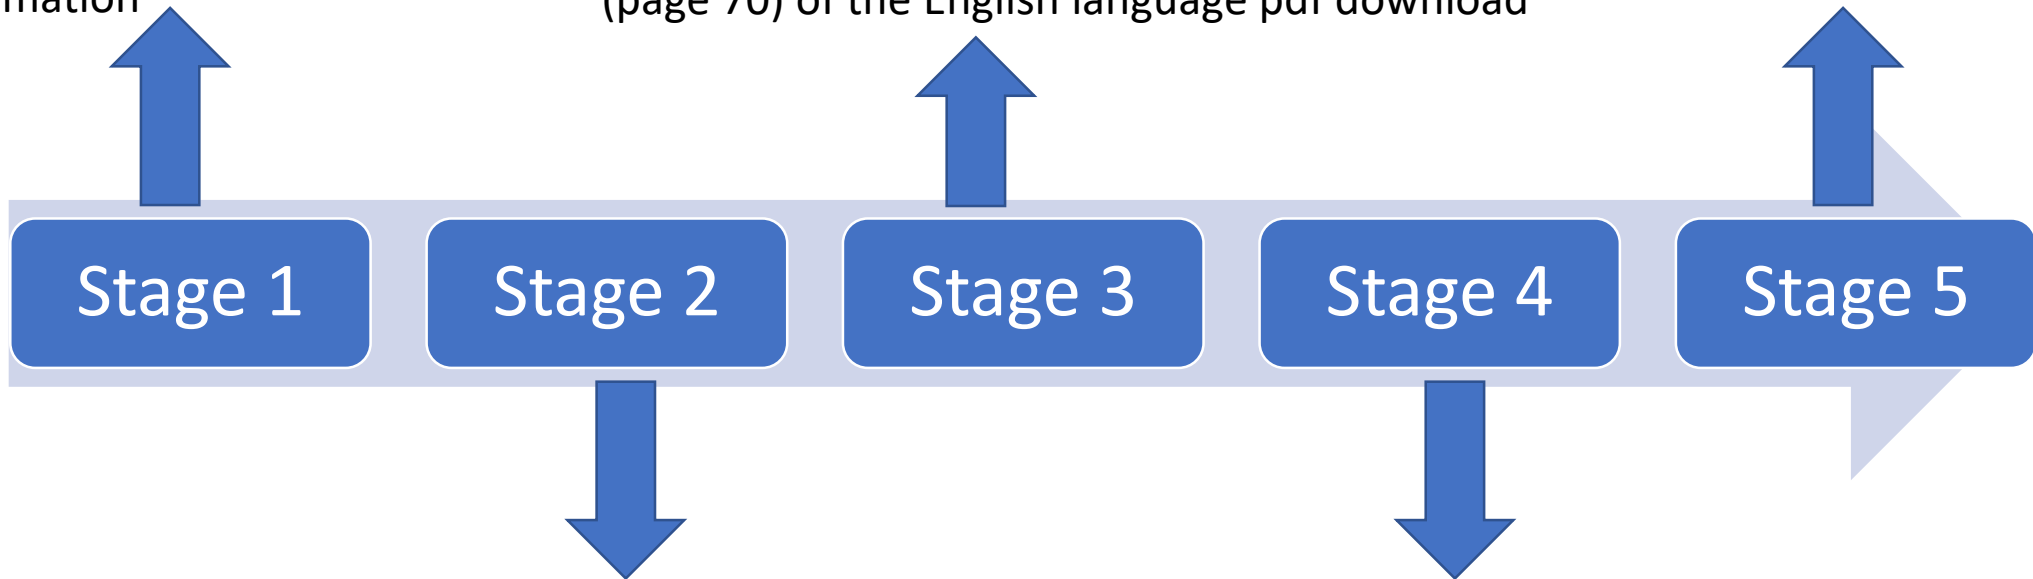 (page 70) of the English language pdf download
Stage 1
Stage 2
Stage 3
Stage 4
Stage 5